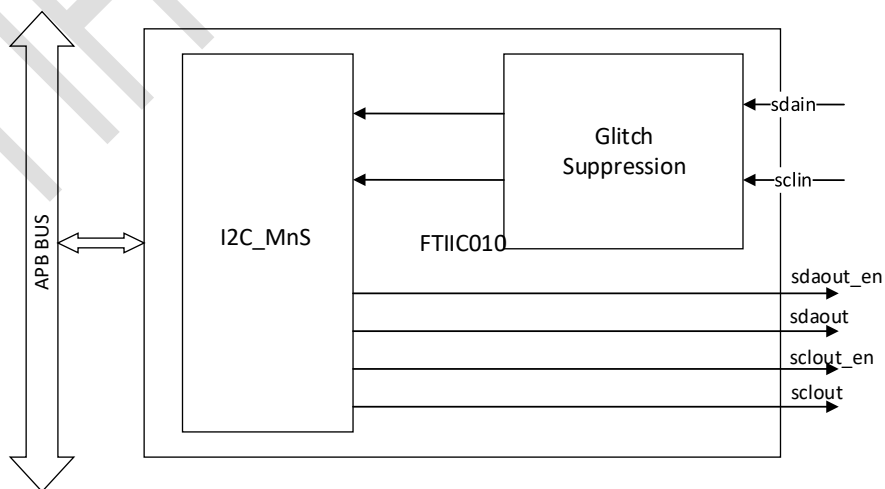 sdain
Glitch
Suppression
sclin
I2C_MnS
FTIIC010
APB BUS
sdaout_en
sdaout
sclout_en
sclout